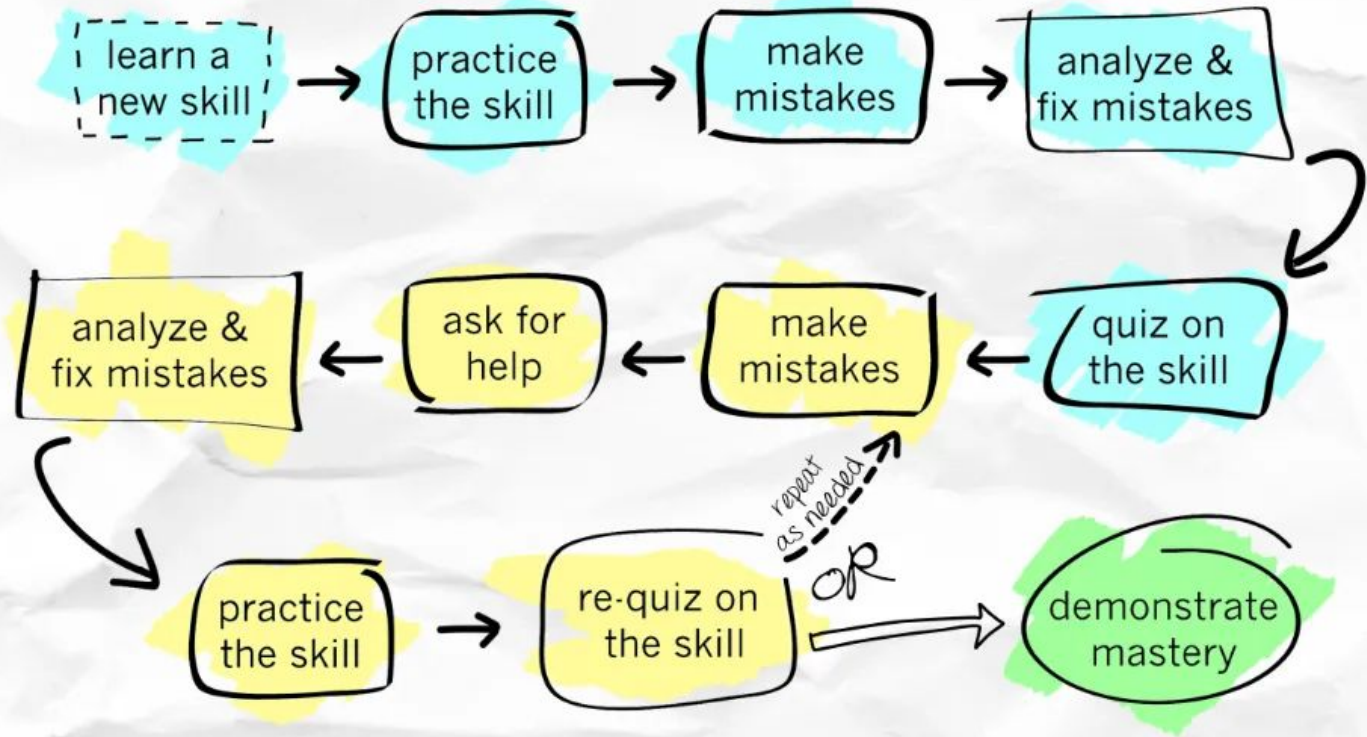 learn a
new skill
practice
the skill
make
mistakes
analyze &
fix mistakes
quiz on
the skill
make
mistakes
ask for
help
analyze &
fix mistakes
practice
the skill
re-quiz on
the skill
repeat
as needed
OR
demonstrate
mastery